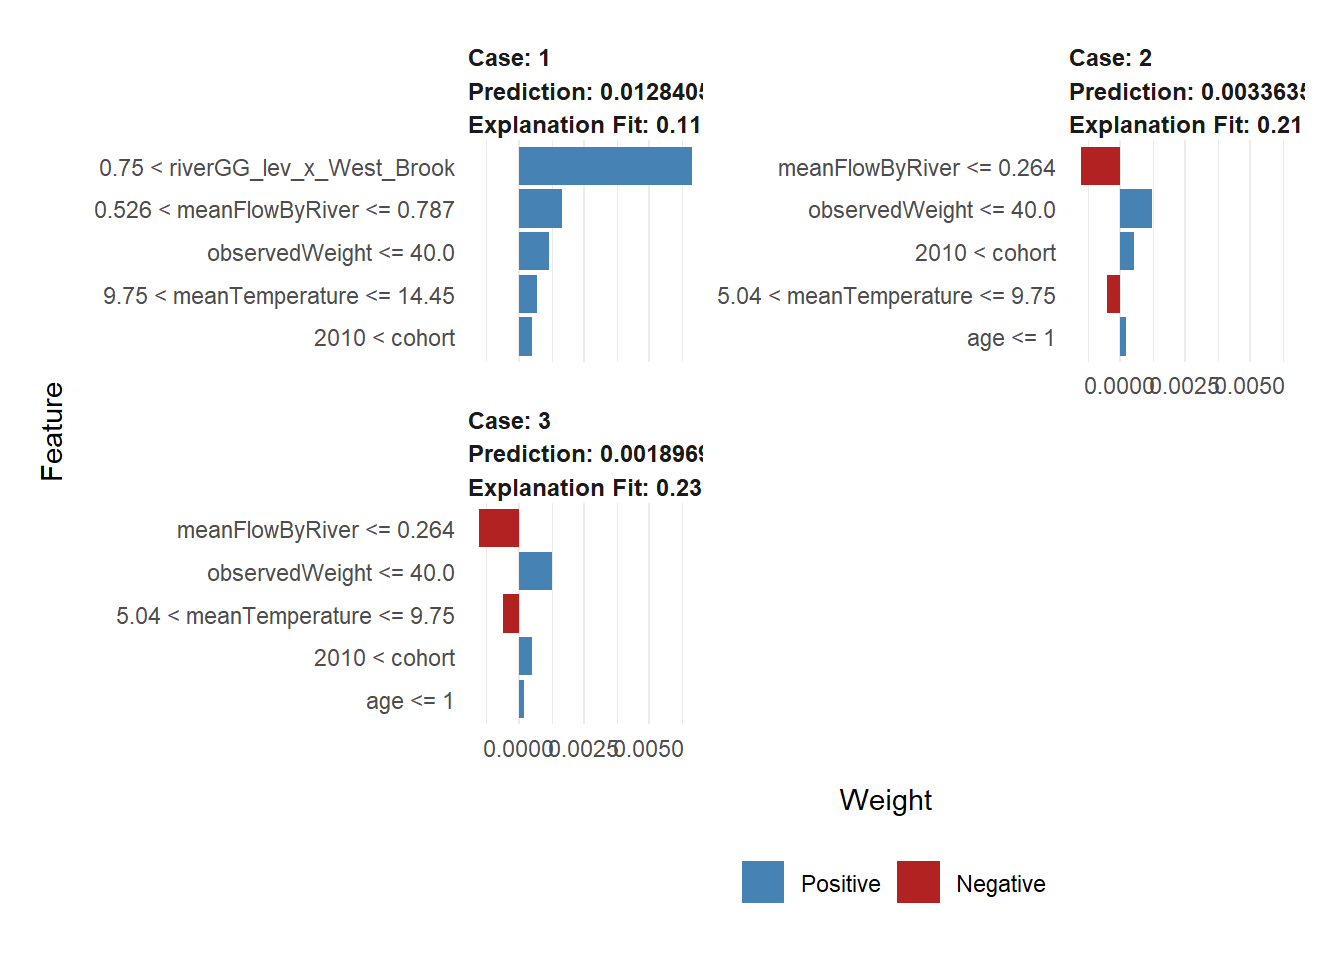 Case: 1
Prediction: 0.0128405
Explanation Fit: 0.11
0.75 < riverGG_lev_x_West_Brook
0.526 < meanFlowByRiver <= 0.787
observedWeight <= 40.0
9.75 < meanTemperature <= 14.45
2010 < cohort
Case: 2
Prediction: 0.0033635
Explanation Fit: 0.21
meanFlowByRiver <= 0.264
observedWeight <= 40.0
2010 < cohort
5.04 < meanTemperature <= 9.75
age <= 1
0.0000 0.0025 0.0050
Feature
Case: 3
Prediction: 0.0018969
Explanation Fit: 0.23
meanFlowByRiver <= 0.264
observedWeight <= 40.0
5.04 < meanTemperature <= 9.75
2010 < cohort
age <= 1
0.0000 0.0025 0.0050
Weight
Positive Negative